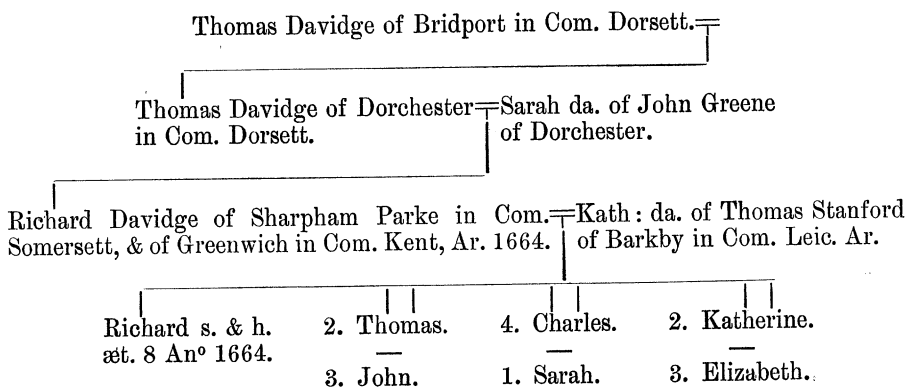 Thomas Davidge of Bridport in Com. Dorsett.
Thomas Davidge of Dorchester
in Com. Dorsett.
Sarah da. of John Greene
of Dorchester.
Richard Davidge of Sharpham Parke in Com.
Somersett, & of Greenwich in Com. Kent, Ar. 1664.
Kath : da. of Thomas Stanford
of Barkby in Com. Leic. Ar.
Richard s. & h.
æt. 8 Anº 1664.
2. Thomas.
3. John.
4. Charles.
1. Sarah.
2. Katherine.
3. Elizabeth.